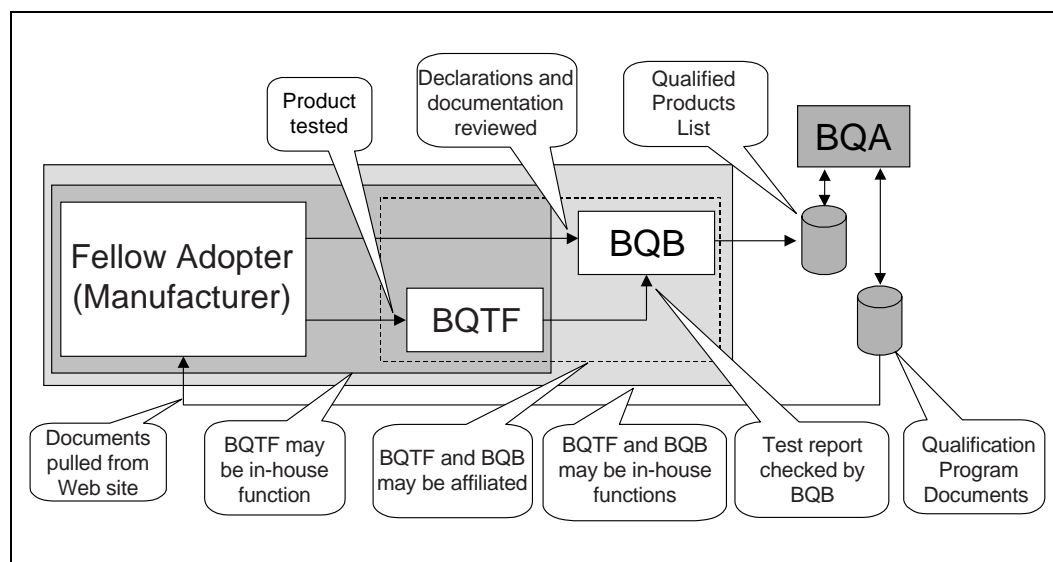 Product
tested
Declarations and
documentation
reviewed
Qualified
Products
List
BQA
Fellow Adopter
(Manufacturer)
BQB
BQTF
Documents
pulled from
Web site
BQTF may
be in-house
function
BQTF and BQB
may be affiliated
BQTF and BQB
may be in-house
functions
Test report
checked by
BQB
Qualification
Program
Documents